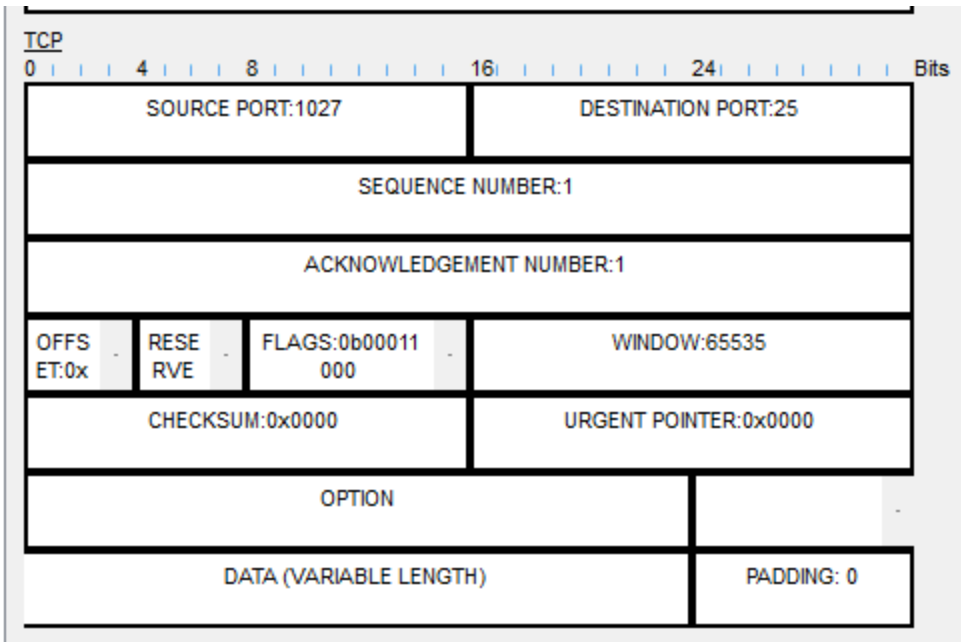 TCP
0 4 8 16 24 Bits
SOURCE PORT:1027 DESTINATION PORT:25
SEQUENCE NUMBER:1
ACKNOWLEDGEMENT NUMBER:1
OFFS RESE FLAGS:0b00011 WINDOW:65535
ET:0x RVE 000
CHECKSUM:0x0000 URGENT POINTER:0x0000
OPTION
DATA (VARIABLE LENGTH) PADDING: 0